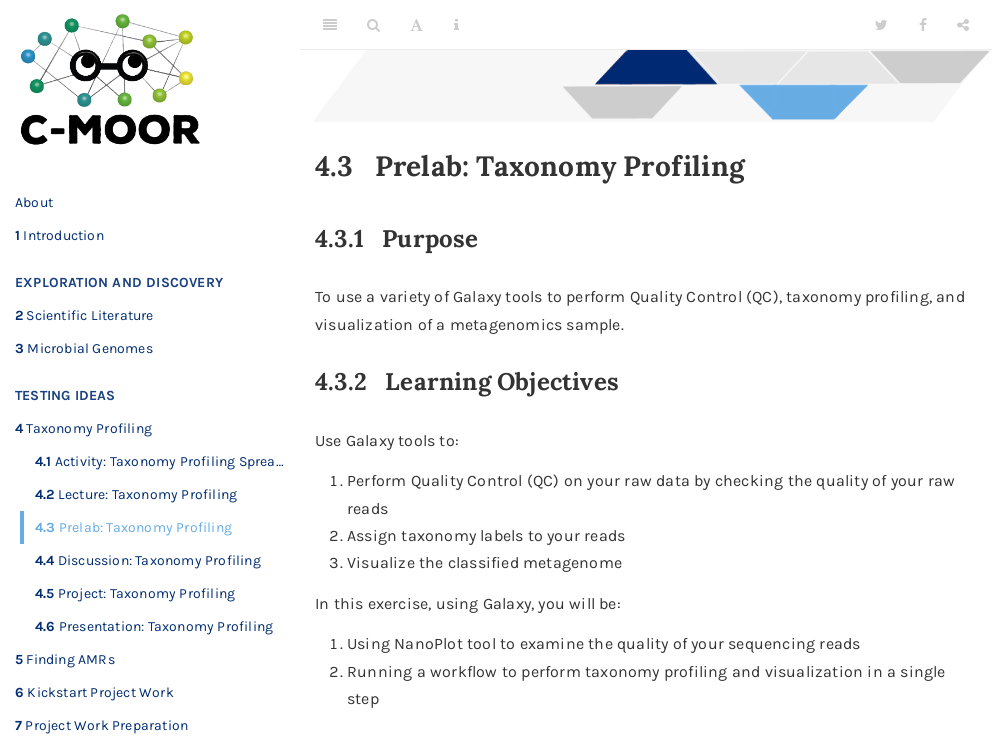 C-MOOR
About
1 Introduction
EXPLORATION AND DISCOVERY
2 Scientific Literature
3 Microbial Genomes
TESTING IDEAS
4 Taxonomy Profiling
4.1 Activity: Taxonomy Profiling Sprea…
4.2 Lecture: Taxonomy Profiling
4.3 Prelab: Taxonomy Profiling
4.4 Discussion: Taxonomy Profiling
4.5 Project: Taxonomy Profiling
4.6 Presentation: Taxonomy Profiling
5 Finding AMRs
6 Kickstart Project Work
7 Project Work Preparation
A i
4.3 Prelab: Taxonomy Profiling
4.3.1 Purpose
To use a variety of Galaxy tools to perform Quality Control (QC), taxonomy profiling, and
visualization of a metagenomics sample.
4.3.2 Learning Objectives
Use Galaxy tools to:
1. Perform Quality Control (QC) on your raw data by checking the quality of your raw
reads
2. Assign taxonomy labels to your reads
3. Visualize the classified metagenome
In this exercise, using Galaxy, you will be:
1. Using NanoPlot tool to examine the quality of your sequencing reads
2. Running a workflow to perform taxonomy profiling and visualization in a single
step